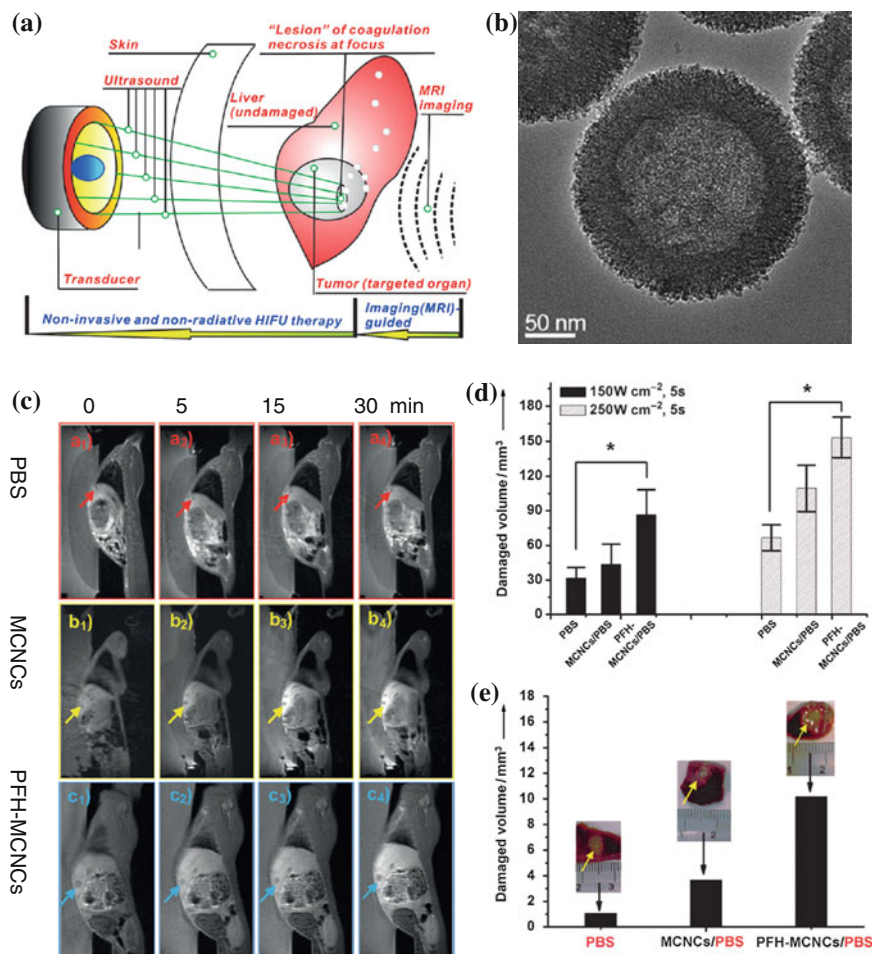 (a)
Skin
"Lesion" of coagulation
necrosis at focus
Ultrasound
Liver
(undamaged)
MRI
imaging
Transducer
Tumor (targeted organ)
Non-invasive and non-radiative HIFU therapy
Imaging(MRI)-
guided
(b)
50 nm
(c)
0 5 15 30 min
PBS
a₁) a₂) a₃) a₄)
MCNCs
b₁) b₂) b₃) b₄)
PFH-MCNCs
c₁) c₂) c₃) c₄)
(d)
150W cm⁻², 5s
250W cm⁻², 5s
* *
Damaged volume/mm³
180
150
120
90
60
30
0
PBS
MCNCs/PBS
PFH-
MCNCs/PBS
PBS
MCNCs/PBS
PFH-
MCNCs/PBS
(e)
Damaged volume/mm³
18
16
14
12
10
8
6
4
2
0
2 3
2
1 2
PBS MCNCs/PBS PFH-MCNCs/PBS